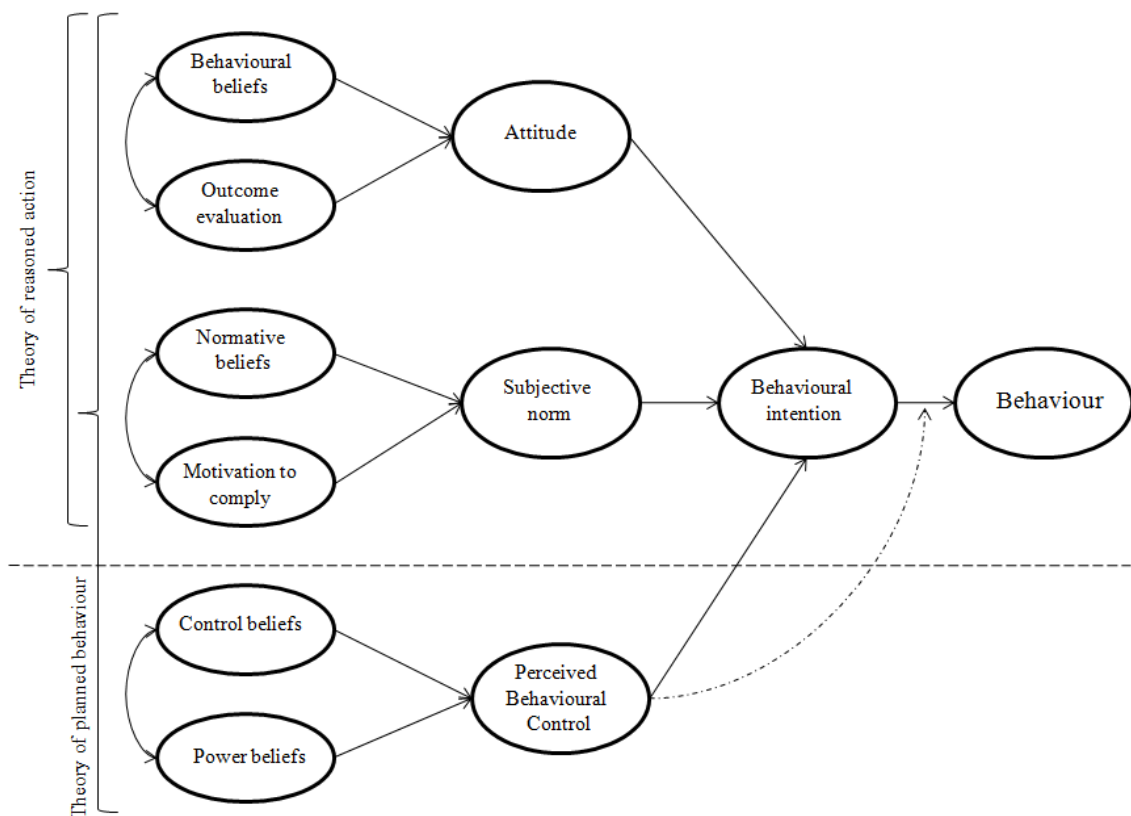 Theory of reasoned action
Theory of planned behaviour
Behavioural
beliefs
Outcome
evaluation
Attitude
Normative
beliefs
Motivation to
comply
Subjective
norm
Behavioural
intention
Behaviour
Control beliefs
Power beliefs
Perceived
Behavioural
Control